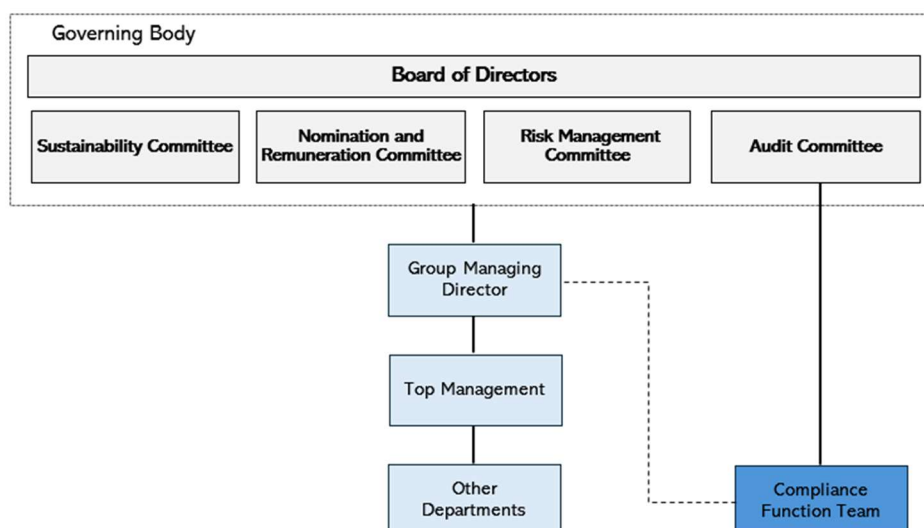 Governing Body
Board of Directors
Sustainability Committee
Nomination and
Remuneration Committee
Risk Management
Committee
Audit Committee
Group Managing
Director
Top Management
Other
Departments
Compliance
Function Team